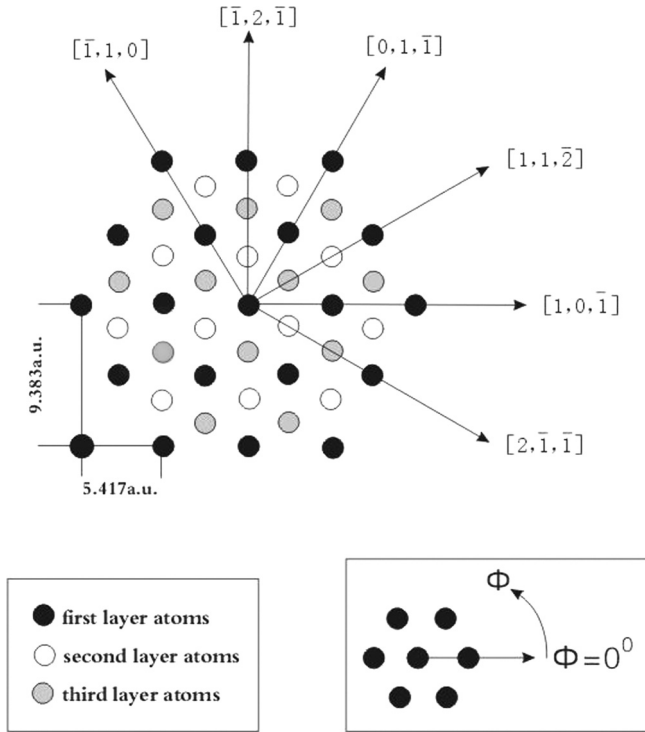 [1̅,2,1̅]
[1̅,1,0]
[0,1,1̅]
[1,1,2̅]
[1,0,1̅]
[2,1̅,1̅]
9.383a.u.
5.417a.u.
first layer atoms
second layer atoms
third layer atoms
Φ
Φ=0⁰